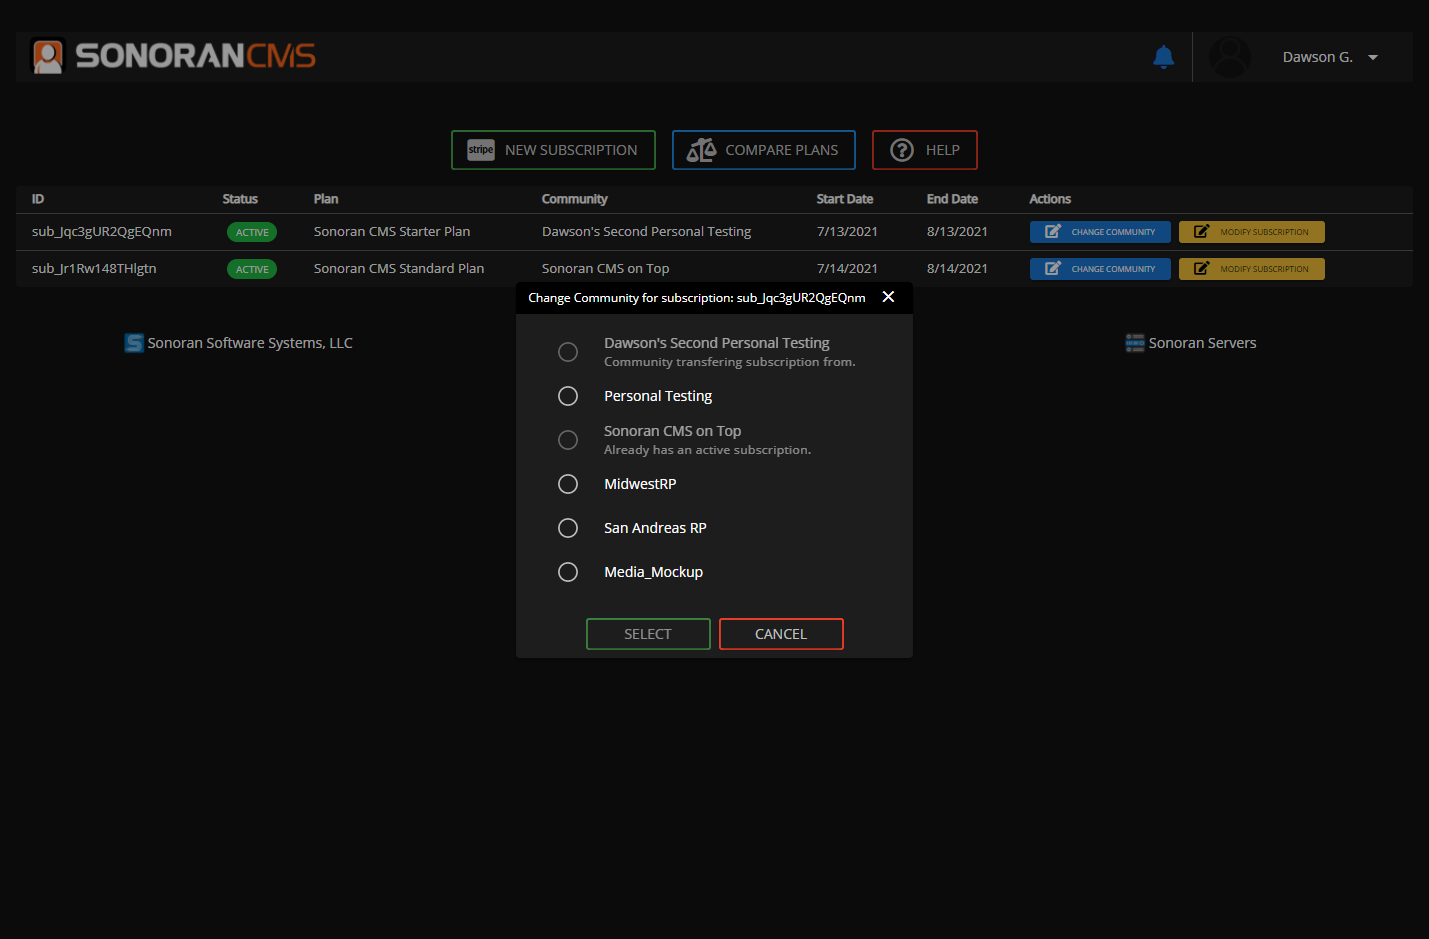 SONORANCMS
Dawson G.
stripe NEW SUBSCRIPTION
COMPARE PLANS
HELP
ID Status Plan Community Start Date End Date Actions
sub_Jqc3gUR2QgEQnm ACTIVE Sonoran CMS Starter Plan Dawson's Second Personal Testing 7/13/2021 8/13/2021 CHANGE COMMUNITY MODIFY SUBSCRIPTION
sub_Jr1Rw148THlgtn ACTIVE Sonoran CMS Standard Plan Sonoran CMS on Top 7/14/2021 8/14/2021 CHANGE COMMUNITY MODIFY SUBSCRIPTION
Change Community for subscription: sub_Jqc3gUR2QgEQnm
Sonoran Software Systems, LLC
Sonoran Servers
Dawson's Second Personal Testing
Community transfering subscription from.
Personal Testing
Sonoran CMS on Top
Already has an active subscription.
MidwestRP
San Andreas RP
Media_Mockup
SELECT
CANCEL